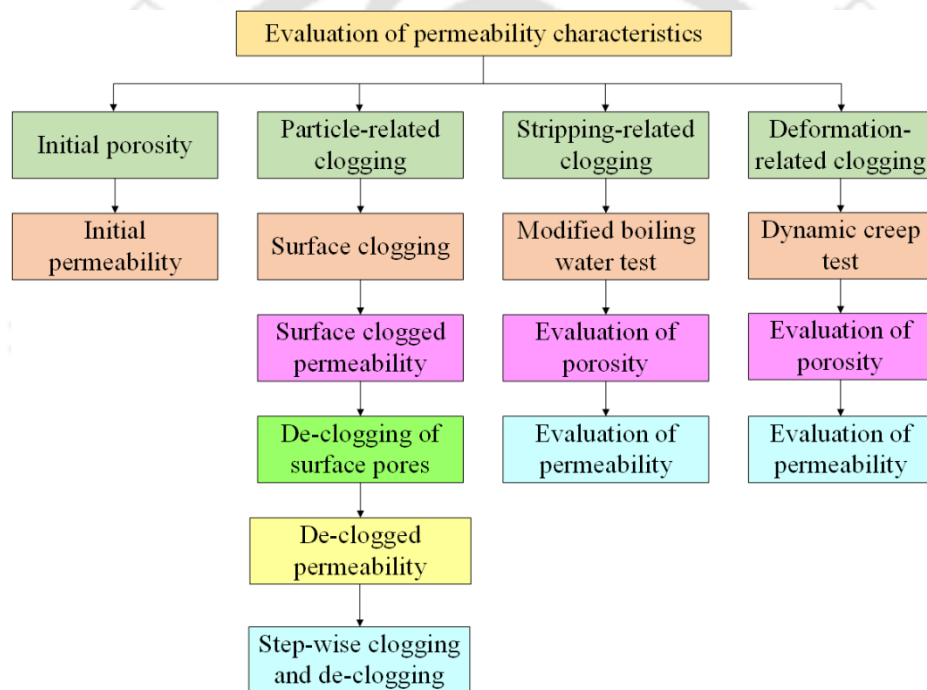 Evaluation of permeability characteristics
Initial porosity
Initial
permeability
Particle-related
clogging
Surface clogging
Surface clogged
permeability
De-clogging of
surface pores
De-clogged
permeability
Step-wise clogging
and de-clogging
Stripping-related
clogging
Modified boiling
water test
Evaluation of
porosity
Evaluation of
permeability
Deformation-
related clogging
Dynamic creep
test
Evaluation of
porosity
Evaluation of
permeability